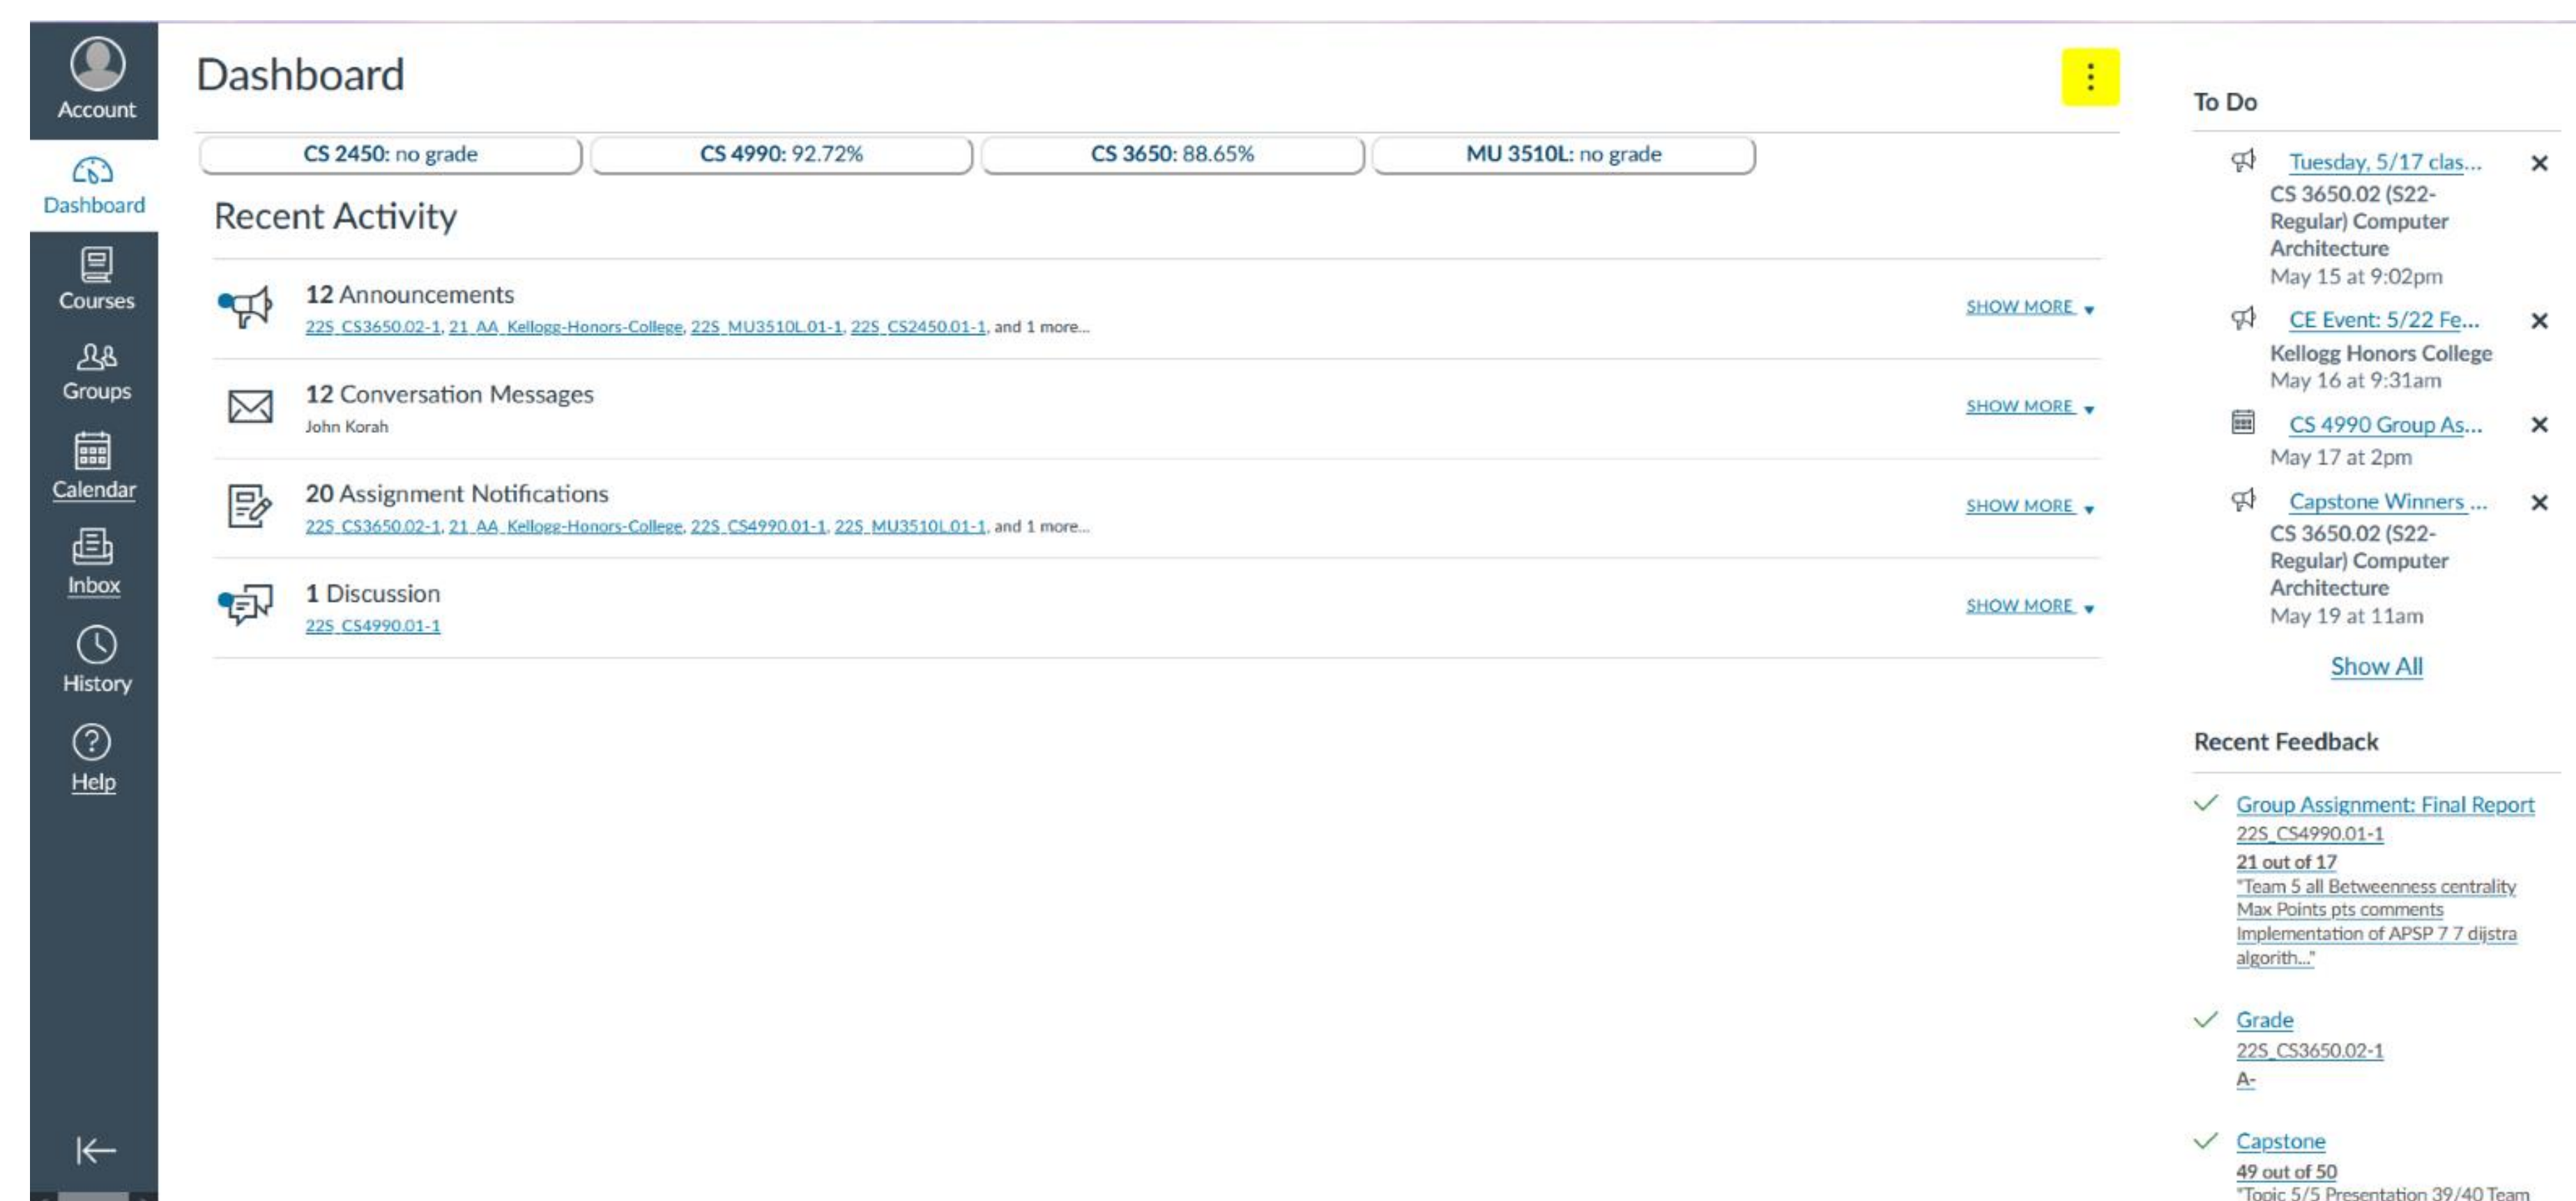 Account
Dashboard
Courses
Groups
Calendar
Inbox
History
Help
Dashboard
CS 2450: no grade
CS 4990: 92.72%
CS 3650: 88.65%
MU 3510L: no grade
Recent Activity
12 Announcements
22S_CS3650.02-1, 21_AA_Kellogg-Honors-College, 22S_MU3510L.01-1, 22S_CS2450.01-1, and 1 more...
SHOW MORE
12 Conversation Messages
John Korah
SHOW MORE
20 Assignment Notifications
22S_CS3650.02-1, 21_AA_Kellogg-Honors-College, 22S_CS4990.01-1, 22S_MU3510L.01-1, and 1 more...
SHOW MORE
1 Discussion
22S_CS4990.01-1
SHOW MORE
To Do
Tuesday, 5/17 clas...
CS 3650.02 (S22-
Regular) Computer
Architecture
May 15 at 9:02pm
CE Event: 5/22 Fe...
Kellogg Honors College
May 16 at 9:31am
CS 4990 Group As...
May 17 at 2pm
Capstone Winners ...
CS 3650.02 (S22-
Regular) Computer
Architecture
May 19 at 11am
Show All
Recent Feedback
Group Assignment: Final Report
22S_CS4990.01-1
21 out of 17
"Team 5 all Betweenness centrality
Max Points pts comments
Implementation of APSP 7 7 dijstra
algorith..."
Grade
22S_CS3650.02-1
A-
Capstone
49 out of 50
"Topic 5/5 Presentation 39/40 Team